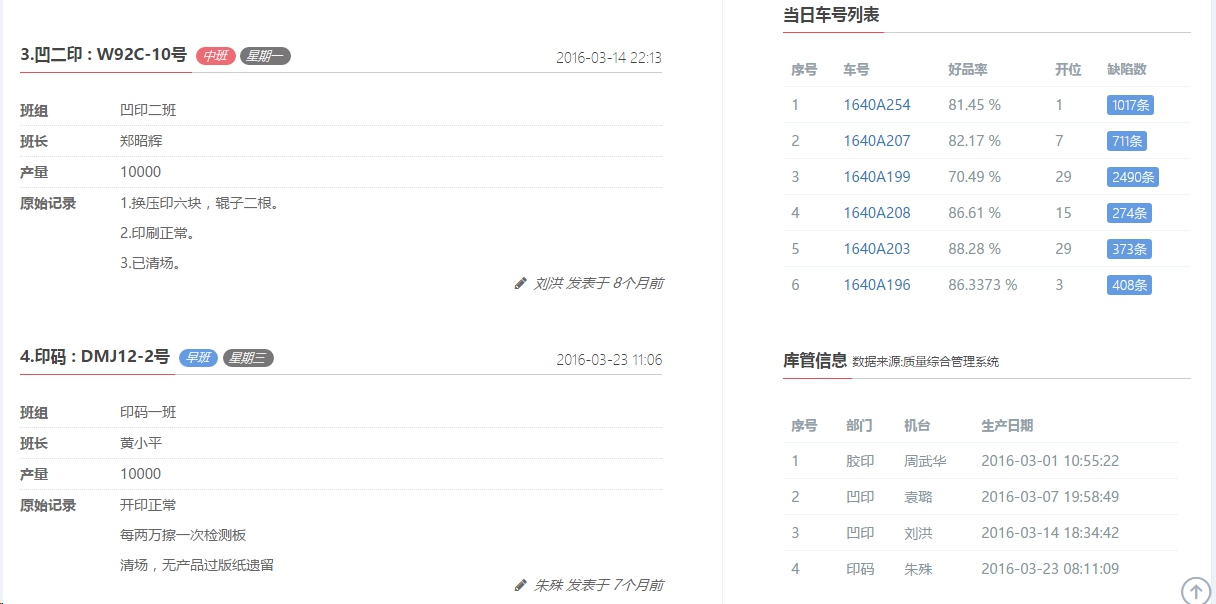 3.凹二印 : W92C-10号 中班 星期一 2016-03-14 22:13
班组 凹印二班
班长 郑昭辉
产量 10000
原始记录 1.换压印六块，辊子二根。
2.印刷正常。
3.已清场。
刘洪 发表于 8个月前
4.印码 : DMJ12-2号 早班 星期三 2016-03-23 11:06
班组 印码一班
班长 黄小平
产量 10000
原始记录 开印正常
每两万擦一次检测板
清场，无产品过版纸遗留
朱殊 发表于 7个月前
当日车号列表
序号 车号 好品率 开位 缺陷数
1 1640A254 81.45 % 1 1017条
2 1640A207 82.17 % 7 711条
3 1640A199 70.49 % 29 2490条
4 1640A208 86.61 % 15 274条
5 1640A203 88.28 % 29 373条
6 1640A196 86.3373 % 3 408条
库管信息 数据来源:质量综合管理系统
序号 部门 机台 生产日期
1 胶印 周武华 2016-03-01 10:55:22
2 凹印 袁璐 2016-03-07 19:58:49
3 凹印 刘洪 2016-03-14 18:34:42
4 印码 朱殊 2016-03-23 08:11:09